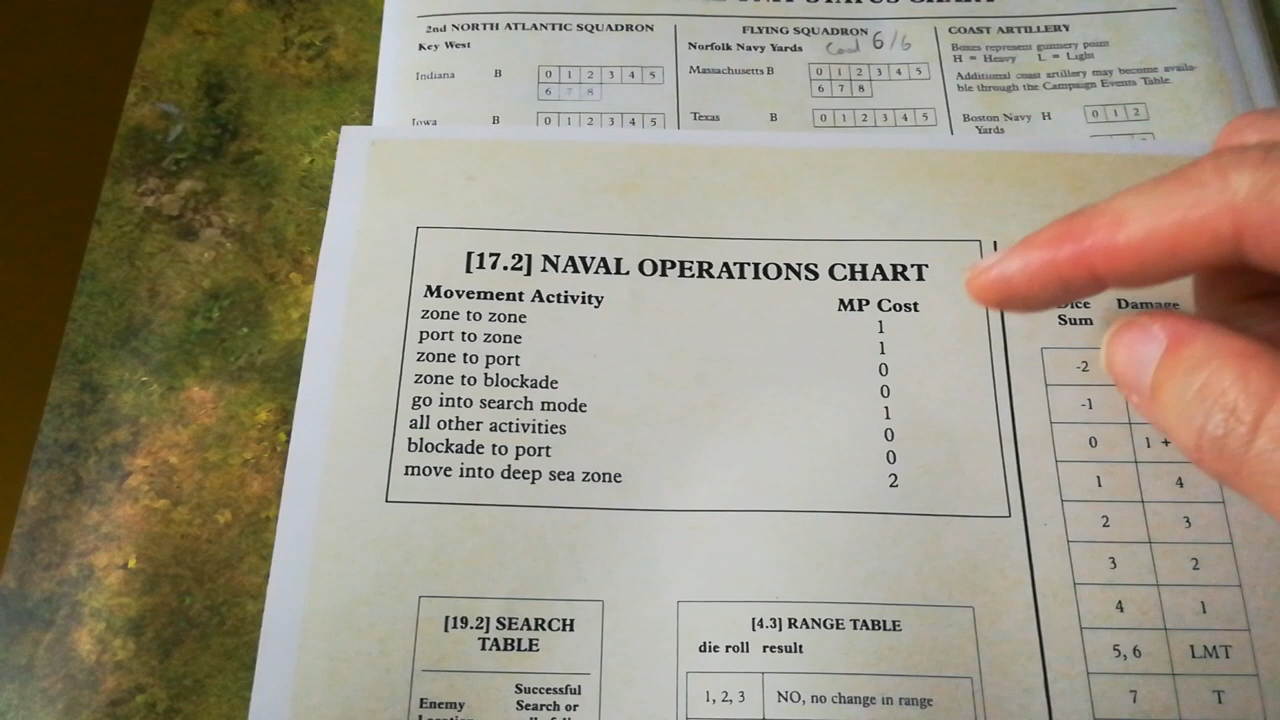 2nd NORTH ATLANTIC SQUADRON
Key West
Indiana B 0 1 2 3 4 5
6 7 8
Iowa B 0 1 2 3 4 5
FLYING SQUADRON
Norfolk Navy Yards Coal 6/6
Massachusetts B 0 1 2 3 4 5
6 7 8
Texas B 0 1 2 3 4 5
COAST ARTILLERY
Boxes represent gunnery point
H = Heavy L = Light
Additional coast artillery may become availa-
ble through the Campaign Events Table.
Boston Navy H 0 1 2
Yards
[17.2] NAVAL OPERATIONS CHART
Movement Activity MP Cost
zone to zone 1
port to zone 1
zone to port 0
zone to blockade 0
go into search mode 1
all other activities 0
blockade to port 0
move into deep sea zone 2
Dice Damage
Sum
-2
-1
0 1 +
1 4
2 3
3 2
4 1
5, 6 LMT
7 T
[19.2] SEARCH
TABLE
Successful
Enemy Search or
[4.3] RANGE TABLE
die roll result
1, 2, 3 NO, no change in range